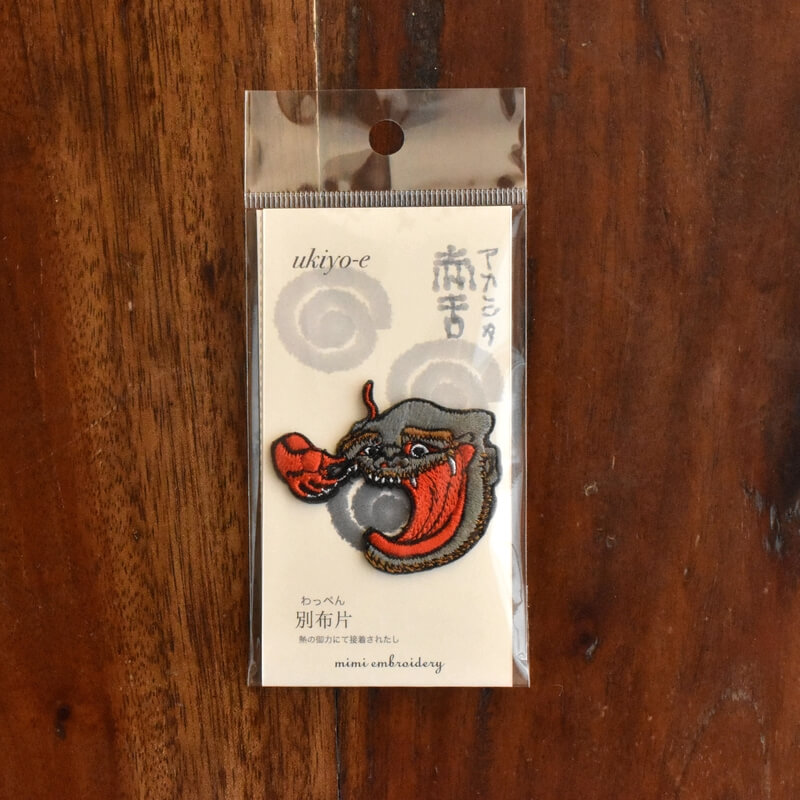 ukiyo-e
アカシタ
赤舌
わっぺん
別布片
熱の御力にて接着されたし
mimi embroidery